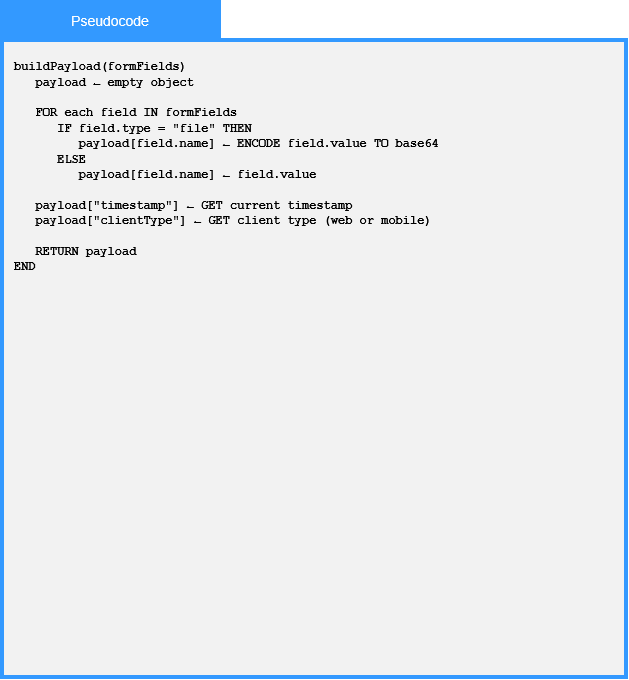 Pseudocode
buildPayload(formFields)
payload ← empty object
FOR each field IN formFields
IF field.type = "file" THEN
payload[field.name] ← ENCODE field.value TO base64
ELSE
payload[field.name] ← field.value
payload["timestamp"] ← GET current timestamp
payload["clientType"] ← GET client type (web or mobile)
RETURN payload
END